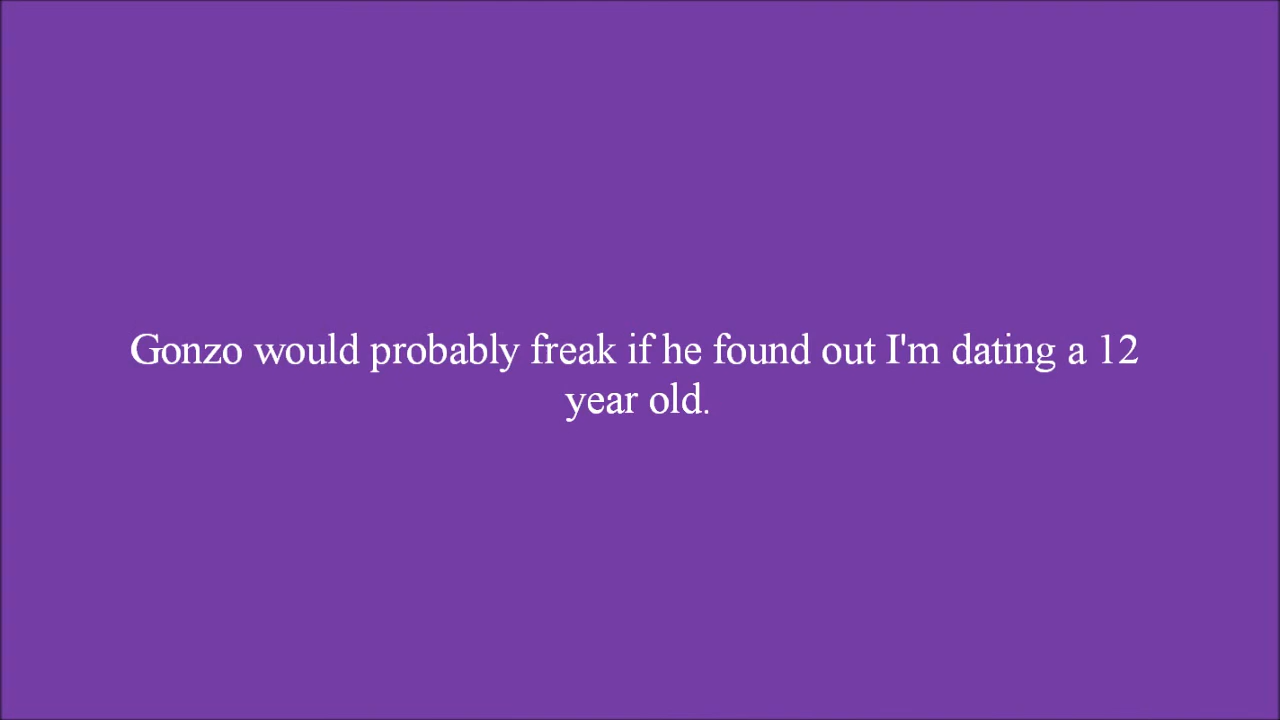 Gonzo would probably freak if he found out I'm dating a 12
year old.